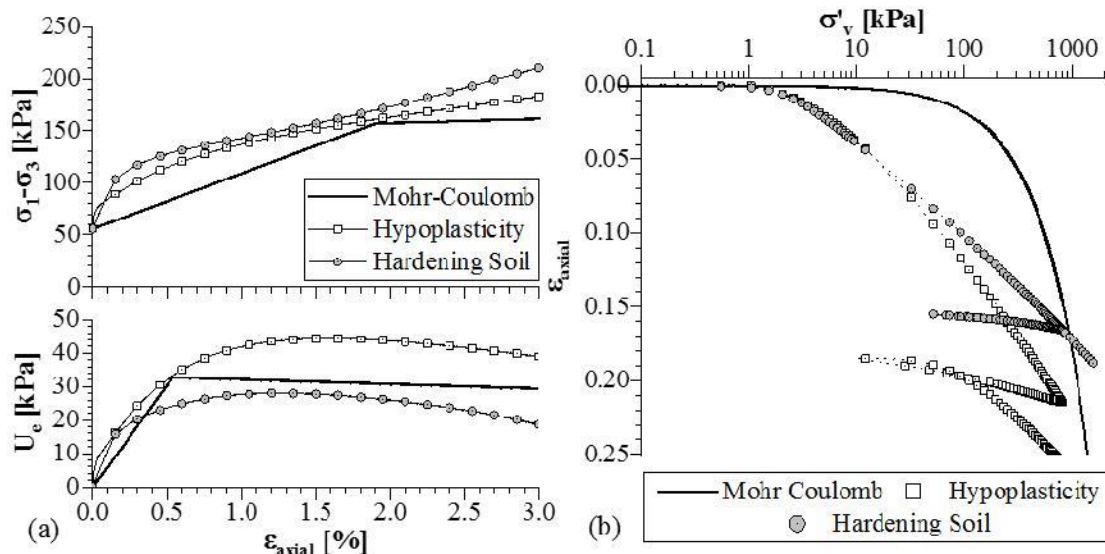 250
200
150
100
50
0
σ₁-σ₃ [kPa]
Mohr-Coulomb
Hypoplasticity
Hardening Soil
50
40
30
20
10
0
Uₑ [kPa]
0.0 0.5 1.0 1.5 2.0 2.5 3.0
(a)
ε_axial [%]
σ'ᵥ [kPa]
0.1 1 10 100 1000
0.00
0.05
0.10
0.15
0.20
0.25
ε_axial
(b)
Mohr Coulomb Hypoplasticity
Hardening Soil